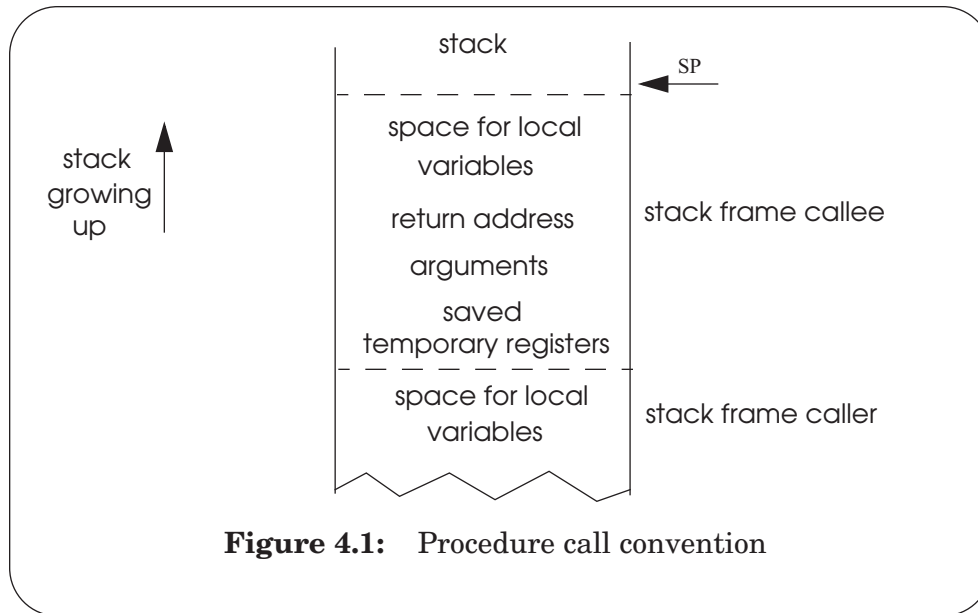 stack
SP
space for local
variables
stack
growing
up
return address
stack frame callee
arguments
saved
temporary registers
space for local
variables
stack frame caller
Figure 4.1: Procedure call convention